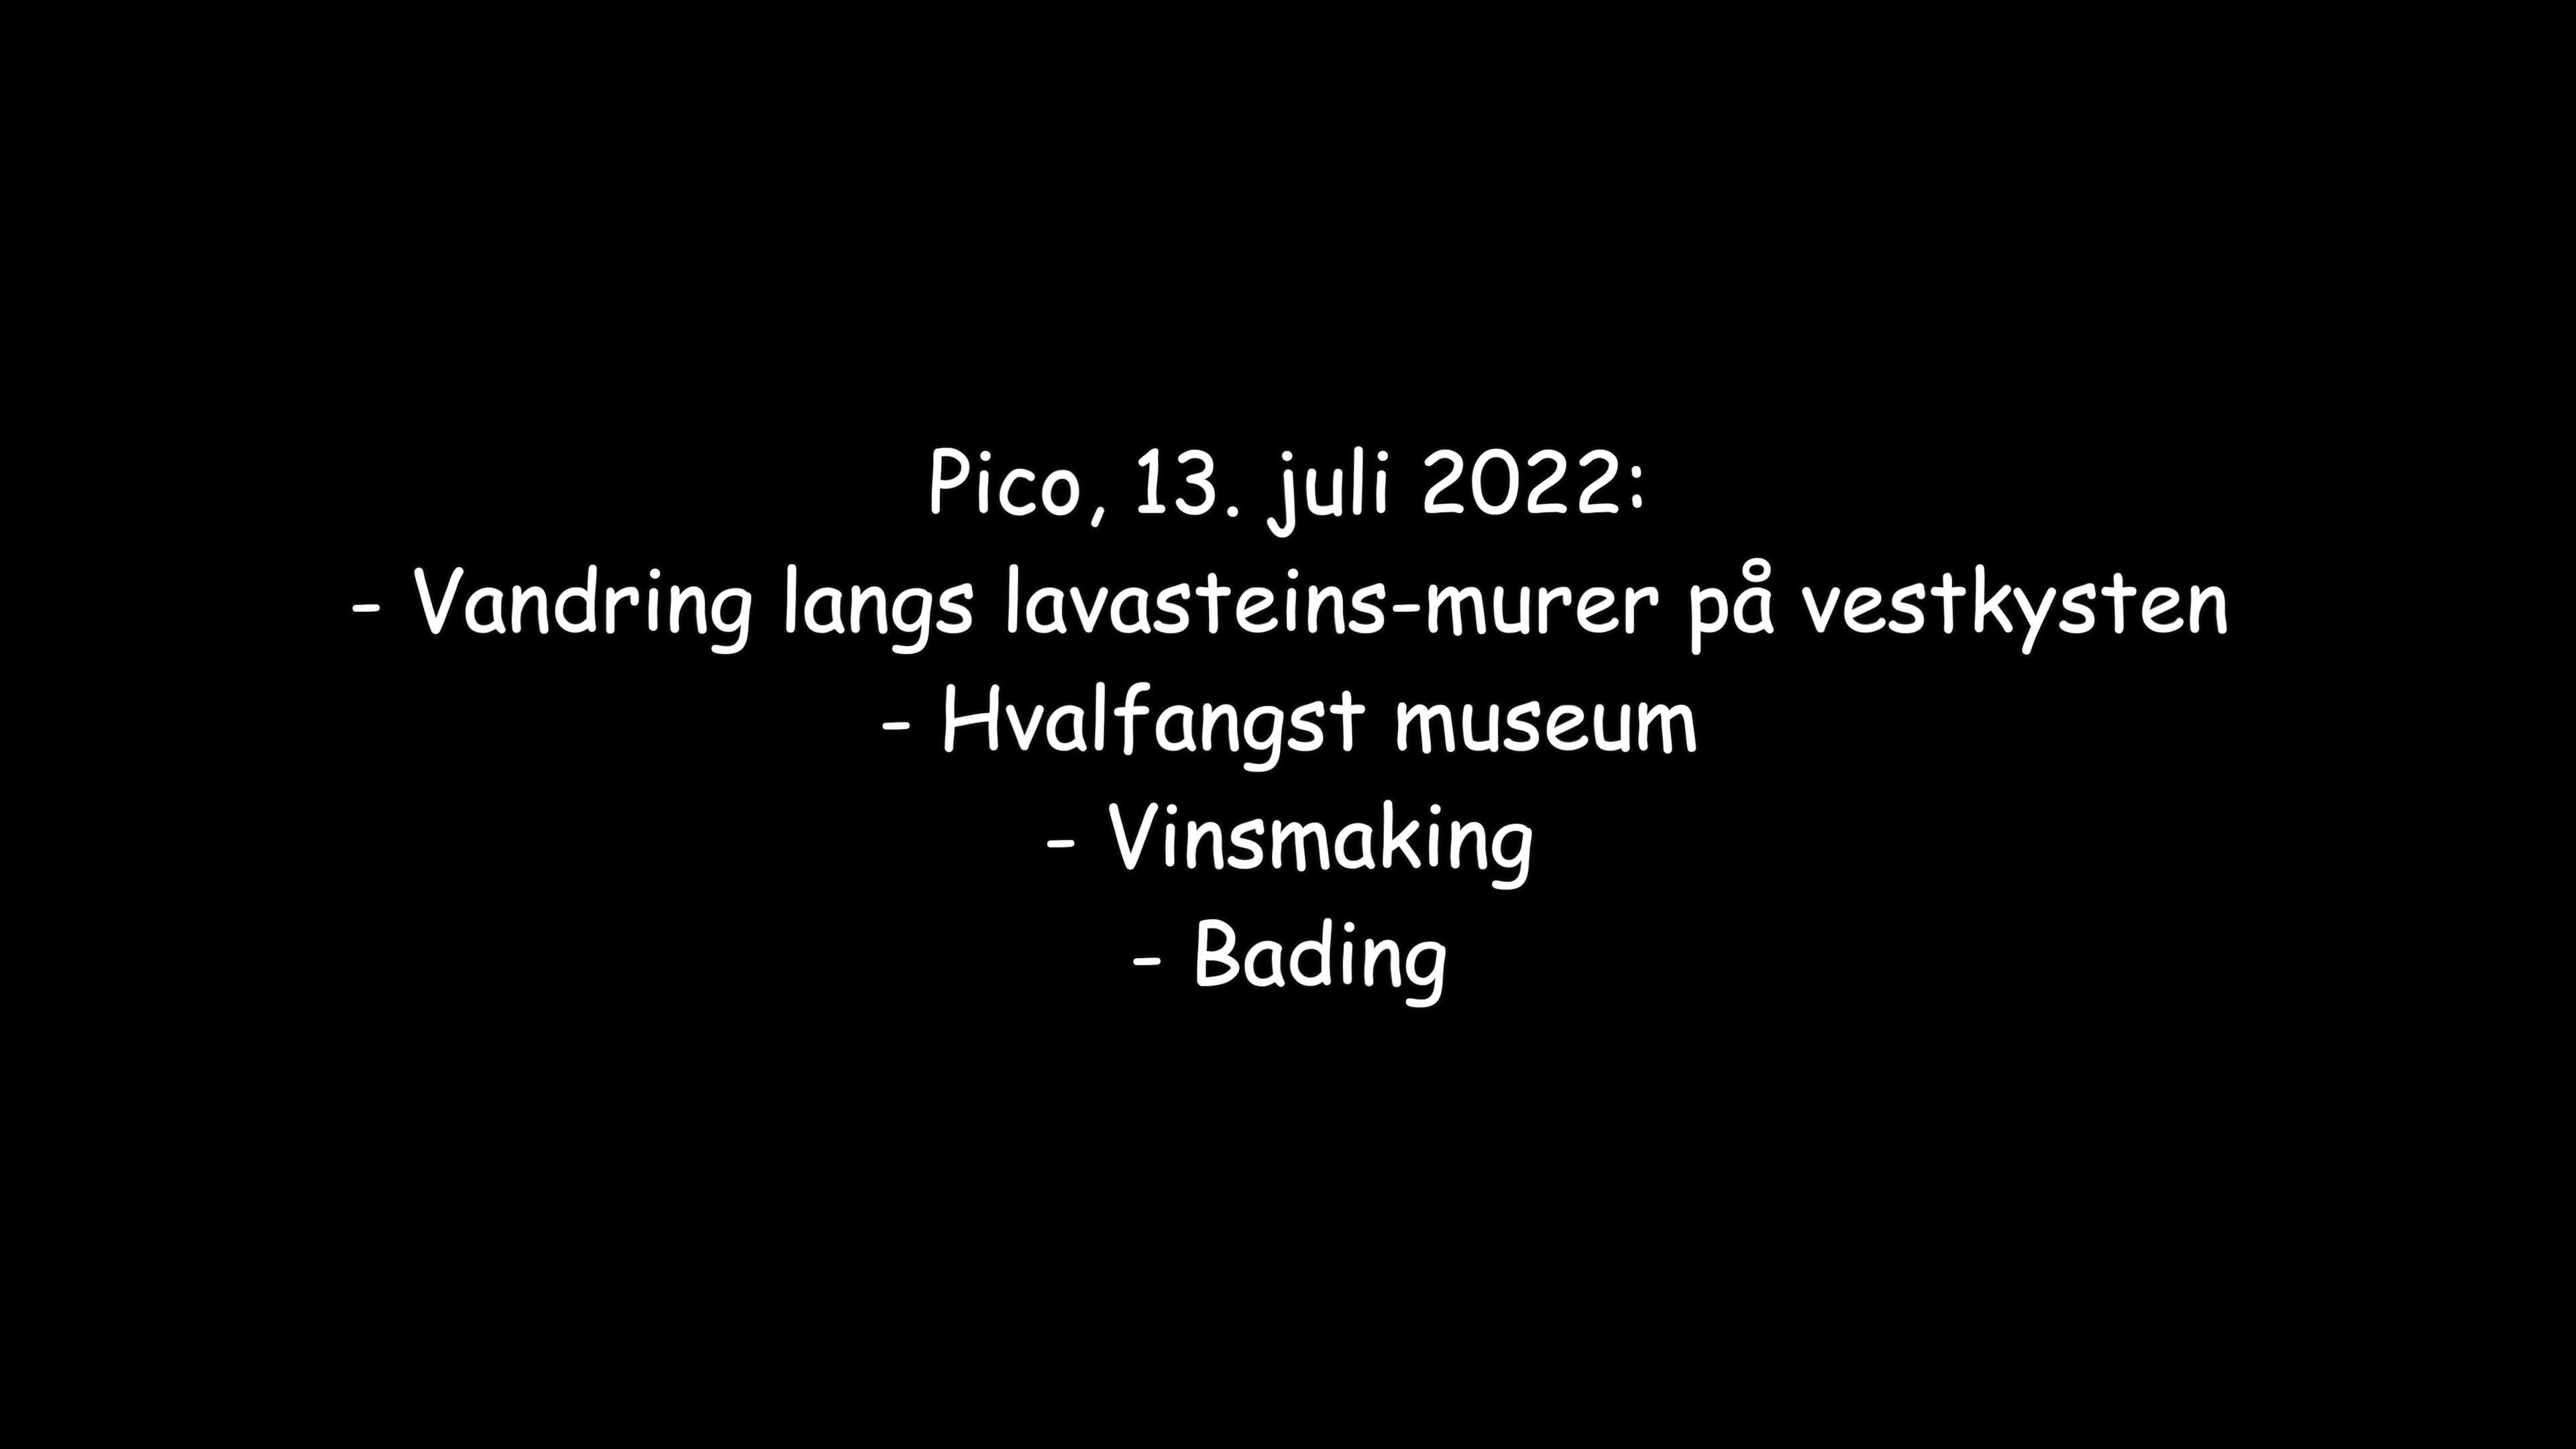 Pico, 13. juli 2022:
- Vandring langs lavasteins-murer på vestkysten
- Hvalfangst museum
- Vinsmaking
- Bading